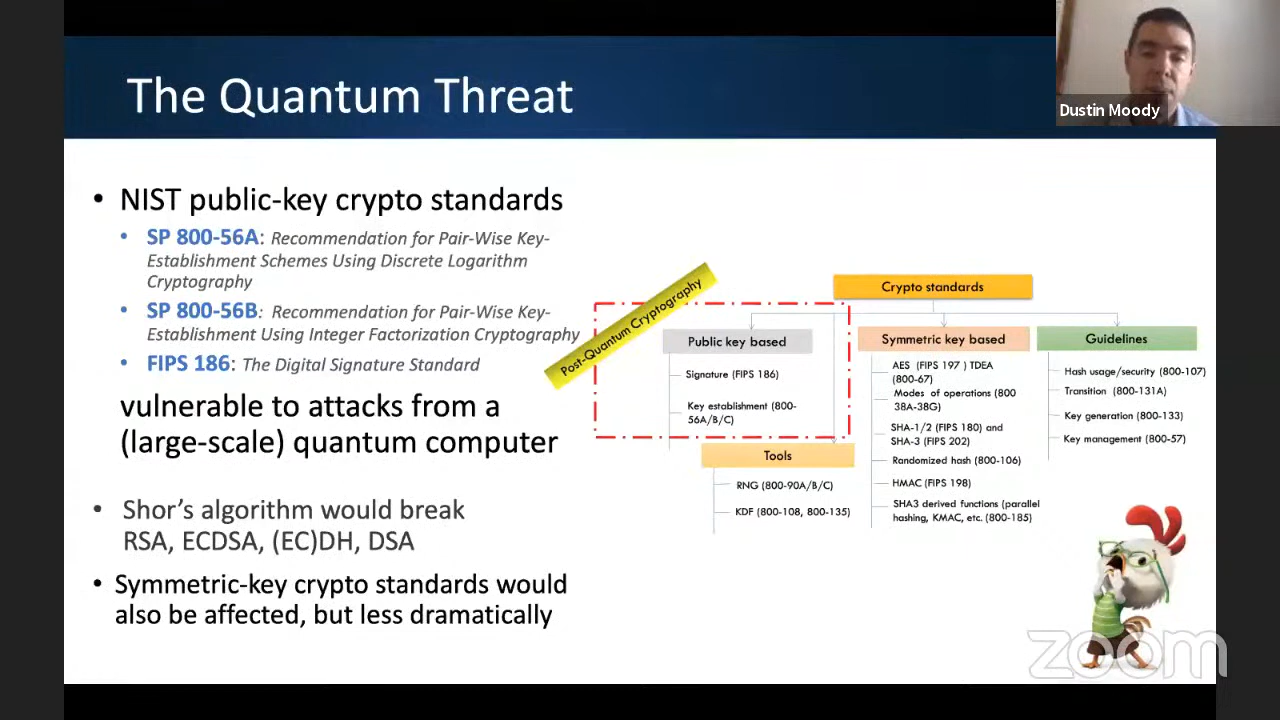 The Quantum Threat
Dustin Moody
• NIST public-key crypto standards
• SP 800-56A: Recommendation for Pair-Wise Key-
Establishment Schemes Using Discrete Logarithm
Cryptography
• SP 800-56B: Recommendation for Pair-Wise Key-
Establishment Using Integer Factorization Cryptography
• FIPS 186: The Digital Signature Standard
vulnerable to attacks from a
(large-scale) quantum computer
• Shor's algorithm would break
RSA, ECDSA, (EC)DH, DSA
• Symmetric-key crypto standards would
also be affected, but less dramatically
Post-Quantum Cryptography
Crypto standards
Public key based
Signature (FIPS 186)
Key establishment (800-
56A/B/C)
Tools
RNG (800-90A/B/C)
KDF (800-108, 800-135)
Symmetric key based
AES (FIPS 197 ) TDEA
(800-67)
Modes of operations (800
38A-38G)
SHA-1/2 (FIPS 180) and
SHA-3 (FIPS 202)
Randomized hash (800-106)
HMAC (FIPS 198)
SHA3 derived functions (parallel
hashing, KMAC, etc. (800-185)
Guidelines
Hash usage/security (800-107)
Transition (800-131A)
Key generation (800-133)
Key management (800-57)
zoom